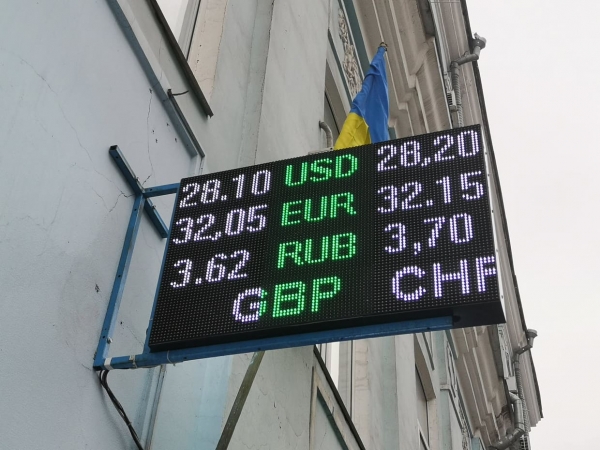 28.10 USD 28,20
32,05 EUR 32.15
3.62 RUB 3,70
GBP CHF